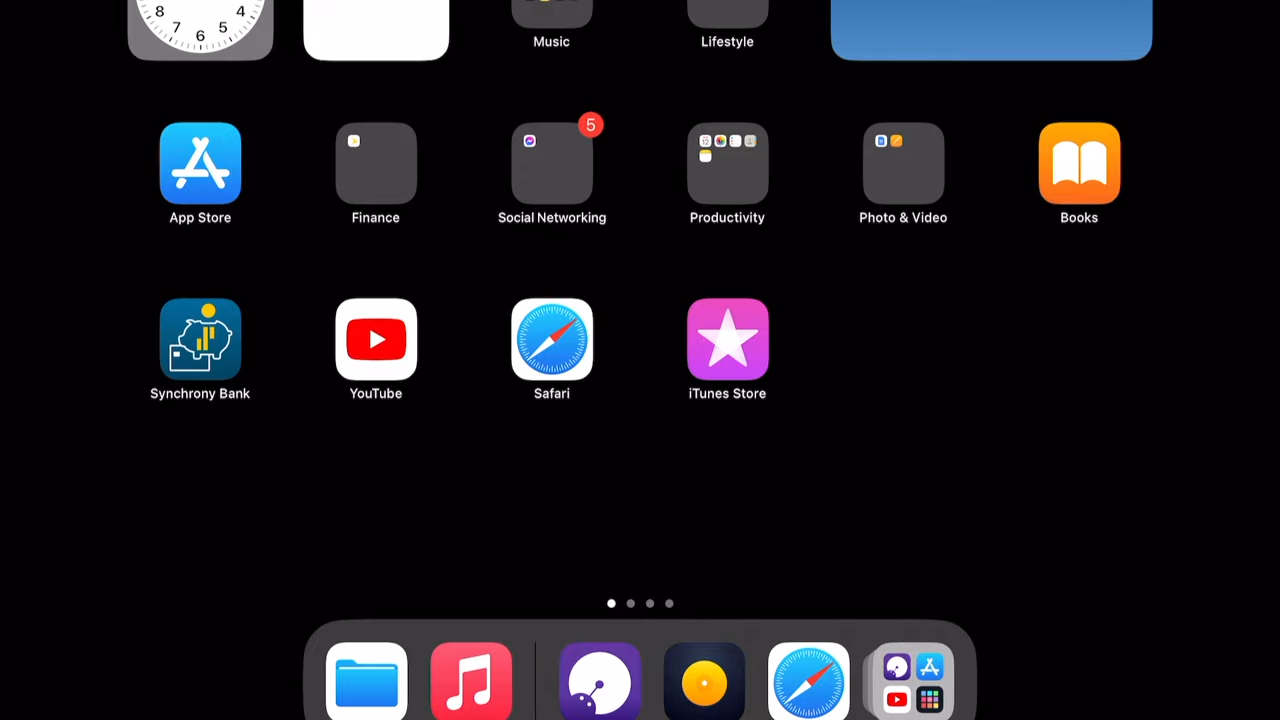 8 4
7 5
6
Music Lifestyle
5
12
App Store Finance Social Networking Productivity Photo & Video Books
Synchrony Bank YouTube Safari iTunes Store